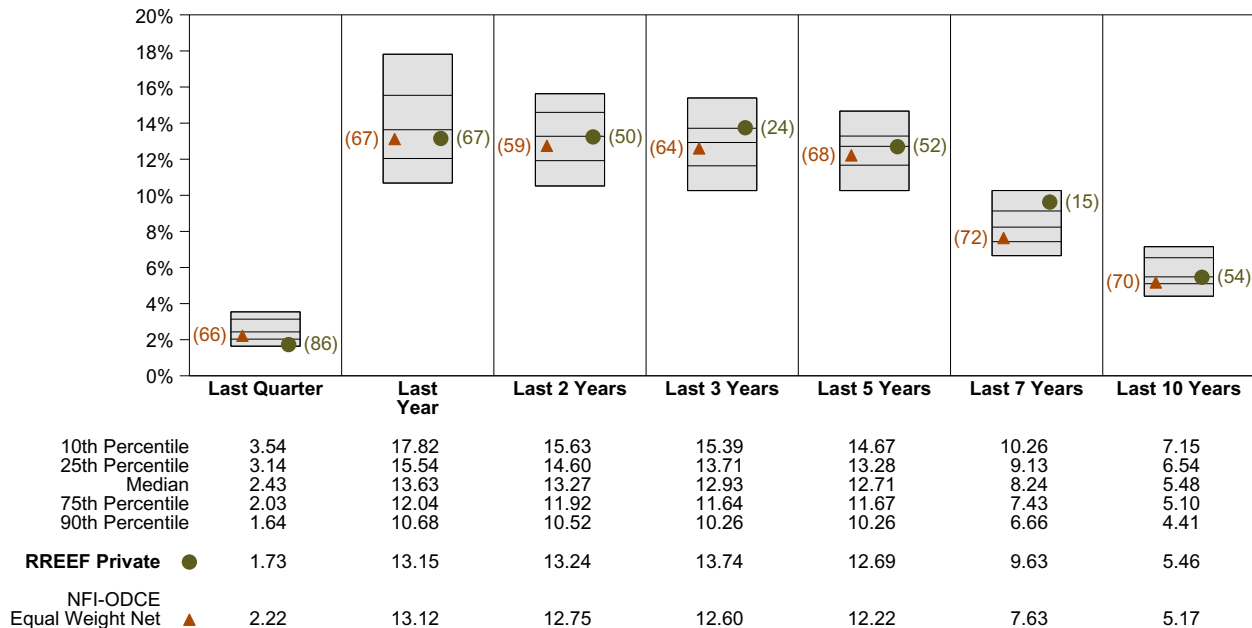 20%
18%
16%
14%
12%
10%
8%
6%
4%
2%
0%
(66) (86)
(67) (67)
(59) (50)
(64) (24)
(68) (52)
(72) (15)
(70) (54)
Last Quarter Last Year Last 2 Years Last 3 Years Last 5 Years Last 7 Years Last 10 Years
10th Percentile 3.54 17.82 15.63 15.39 14.67 10.26 7.15
25th Percentile 3.14 15.54 14.60 13.71 13.28 9.13 6.54
Median 2.43 13.63 13.27 12.93 12.71 8.24 5.48
75th Percentile 2.03 12.04 11.92 11.64 11.67 7.43 5.10
90th Percentile 1.64 10.68 10.52 10.26 10.26 6.66 4.41
RREEF Private 1.73 13.15 13.24 13.74 12.69 9.63 5.46
NFI-ODCE
Equal Weight Net 2.22 13.12 12.75 12.60 12.22 7.63 5.17